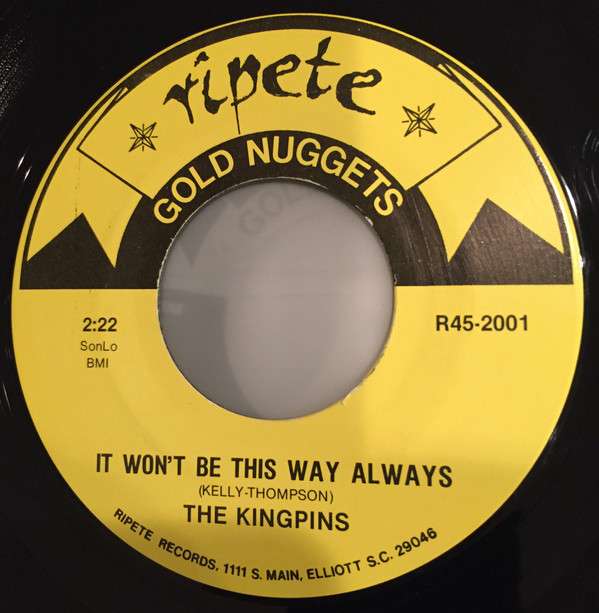 ripete
GOLD NUGGETS
2:22
SonLo
BMI
R45-2001
IT WON'T BE THIS WAY ALWAYS
(KELLY-THOMPSON)
THE KINGPINS
RIPETE RECORDS, 1111 S. MAIN, ELLIOTT S.C. 29046